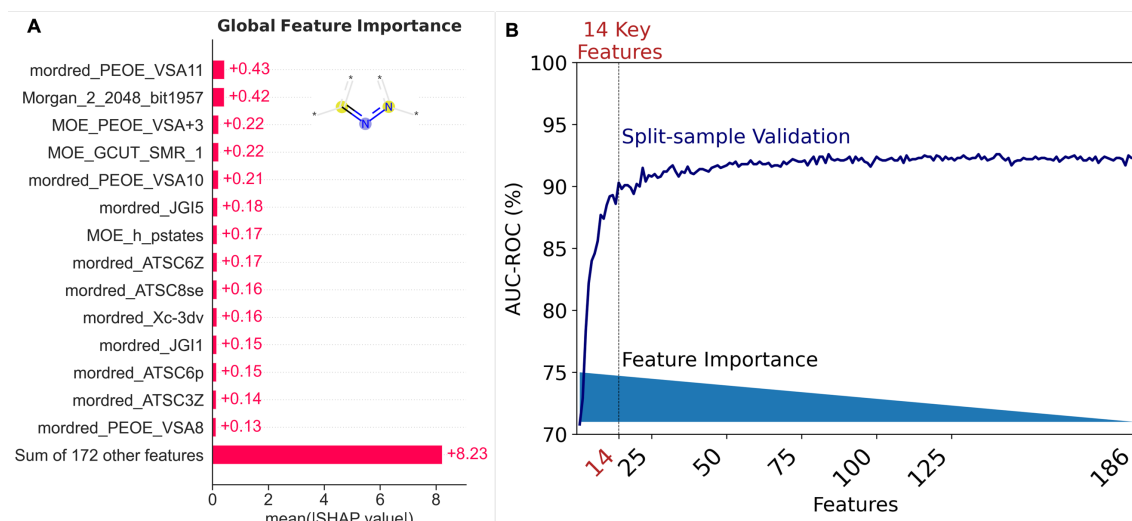 A
Global Feature Importance
mordred_PEOE_VSA11 +0.43
Morgan_2_2048_bit1957 +0.42
MOE_PEOE_VSA+3 +0.22
MOE_GCUT_SMR_1 +0.22
mordred_PEOE_VSA10 +0.21
mordred_JGI5 +0.18
MOE_h_pstates +0.17
mordred_ATSC6Z +0.17
mordred_ATSC8se +0.16
mordred_Xc-3dv +0.16
mordred_JGI1 +0.15
mordred_ATSC6p +0.15
mordred_ATSC3Z +0.14
mordred_PEOE_VSA8 +0.13
Sum of 172 other features +8.23
0 2 4 6 8
mean(|SHAP value|)
* * * *
N N
B
14 Key
Features
100
95
90
85
80
75
70
AUC-ROC (%)
Split-sample Validation
Feature Importance
14 25 50 75 100 125 186
Features